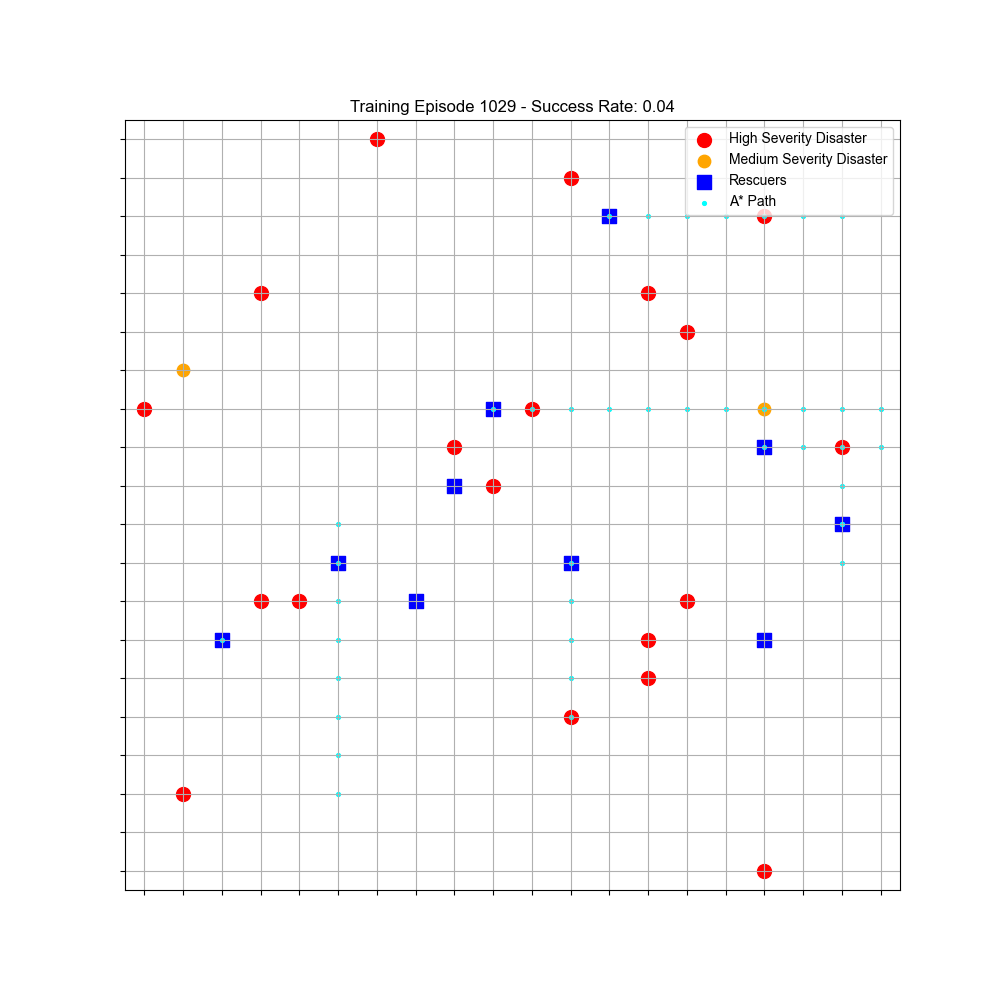 Training Episode 1029 - Success Rate: 0.04
High Severity Disaster
Medium Severity Disaster
Rescuers
A* Path